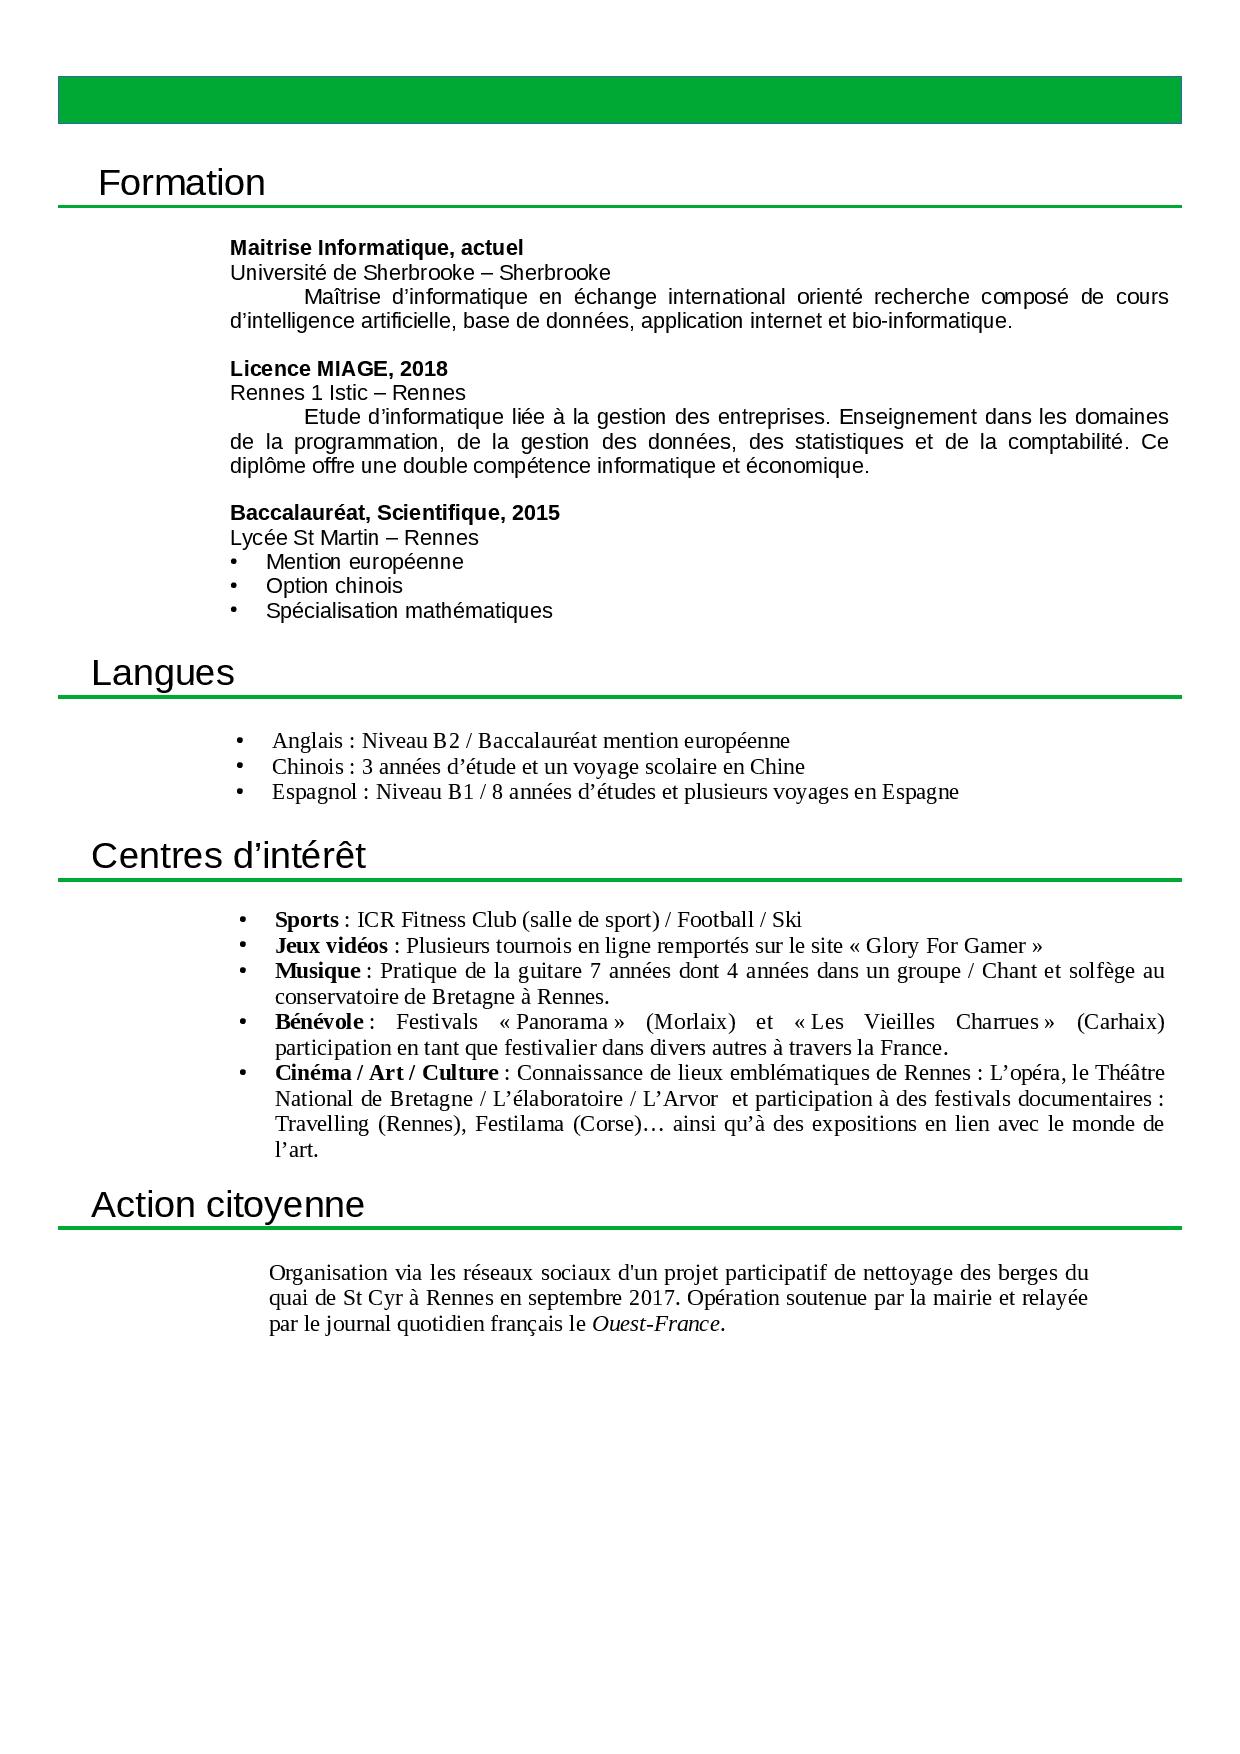 Formation
Maitrise Informatique, actuel
Université de Sherbrooke – Sherbrooke
Maîtrise d’informatique en échange international orienté recherche composé de cours
d’intelligence artificielle, base de données, application internet et bio-informatique.
Licence MIAGE, 2018
Rennes 1 Istic – Rennes
Etude d’informatique liée à la gestion des entreprises. Enseignement dans les domaines
de la programmation, de la gestion des données, des statistiques et de la comptabilité. Ce
diplôme offre une double compétence informatique et économique.
Baccalauréat, Scientifique, 2015
Lycée St Martin – Rennes
• Mention européenne
• Option chinois
• Spécialisation mathématiques
Langues
• Anglais : Niveau B2 / Baccalauréat mention européenne
• Chinois : 3 années d’étude et un voyage scolaire en Chine
• Espagnol : Niveau B1 / 8 années d’études et plusieurs voyages en Espagne
Centres d’intérêt
• Sports : ICR Fitness Club (salle de sport) / Football / Ski
• Jeux vidéos : Plusieurs tournois en ligne remportés sur le site « Glory For Gamer »
• Musique : Pratique de la guitare 7 années dont 4 années dans un groupe / Chant et solfège au
conservatoire de Bretagne à Rennes.
• Bénévole : Festivals « Panorama » (Morlaix) et « Les Vieilles Charrues » (Carhaix)
participation en tant que festivalier dans divers autres à travers la France.
• Cinéma / Art / Culture : Connaissance de lieux emblématiques de Rennes : L’opéra, le Théâtre
National de Bretagne / L’élaboratoire / L’Arvor et participation à des festivals documentaires :
Travelling (Rennes), Festilama (Corse)… ainsi qu’à des expositions en lien avec le monde de
l’art.
Action citoyenne
Organisation via les réseaux sociaux d'un projet participatif de nettoyage des berges du
quai de St Cyr à Rennes en septembre 2017. Opération soutenue par la mairie et relayée
par le journal quotidien français le Ouest-France.